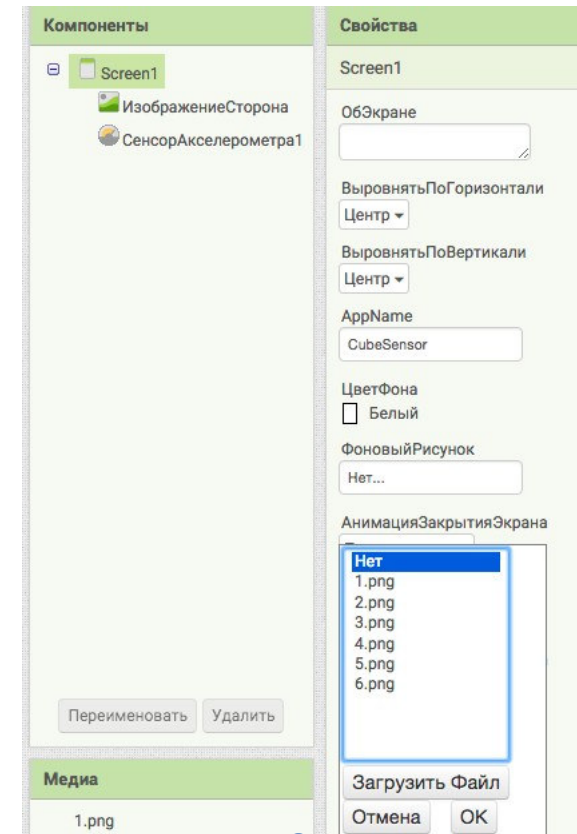 Компоненты
Screen1
ИзображениеСторона
СенсорАкселерометра1
Переименовать
Удалить
Медиа
1.png
Свойства
Screen1
ОбЭкране
ВыровнятьПоГоризонтали
Центр
ВыровнятьПоВертикали
Центр
AppName
CubeSensor
ЦветФона
Белый
ФоновыйРисунок
Нет...
АнимацияЗакрытияЭкрана
Нет
1.png
2.png
3.png
4.png
5.png
6.png
Загрузить Файл
Отмена
OK